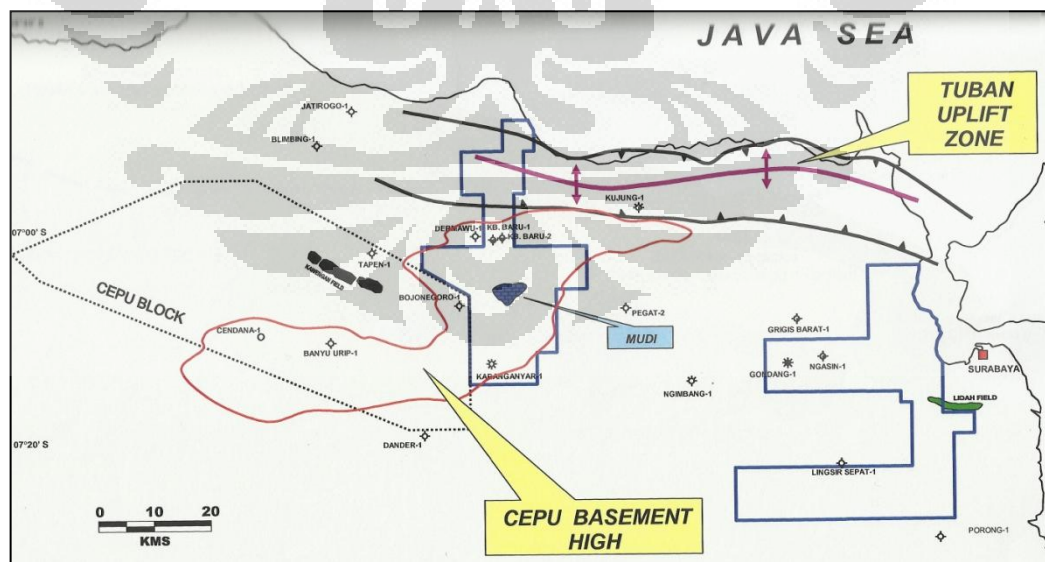 JAVA SEA
TUBAN
UPLIFT
ZONE
JATIROGO-1
BLIMBING-1
KUJUNG-1
07°00' S
DERMAWU-1
KB. BARU-1
KB. BARU-2
TAPEN-1
KAWENGAN FIELD
CEPU BLOCK
BOJONEGORO-1
PEGAT-2
MUDI
GRIGIS BARAT-1
CENDANA-1
BANYU URIP-1
KARANGANYAR-1
GONDANG-1
NGASIN-1
SURABAYA
NGIMBANG-1
LIDAH FIELD
07°20' S
DANDER-1
LINGSIR SEPAT-1
CEPU BASEMENT
HIGH
PORONG-1
0 10 20
KMS